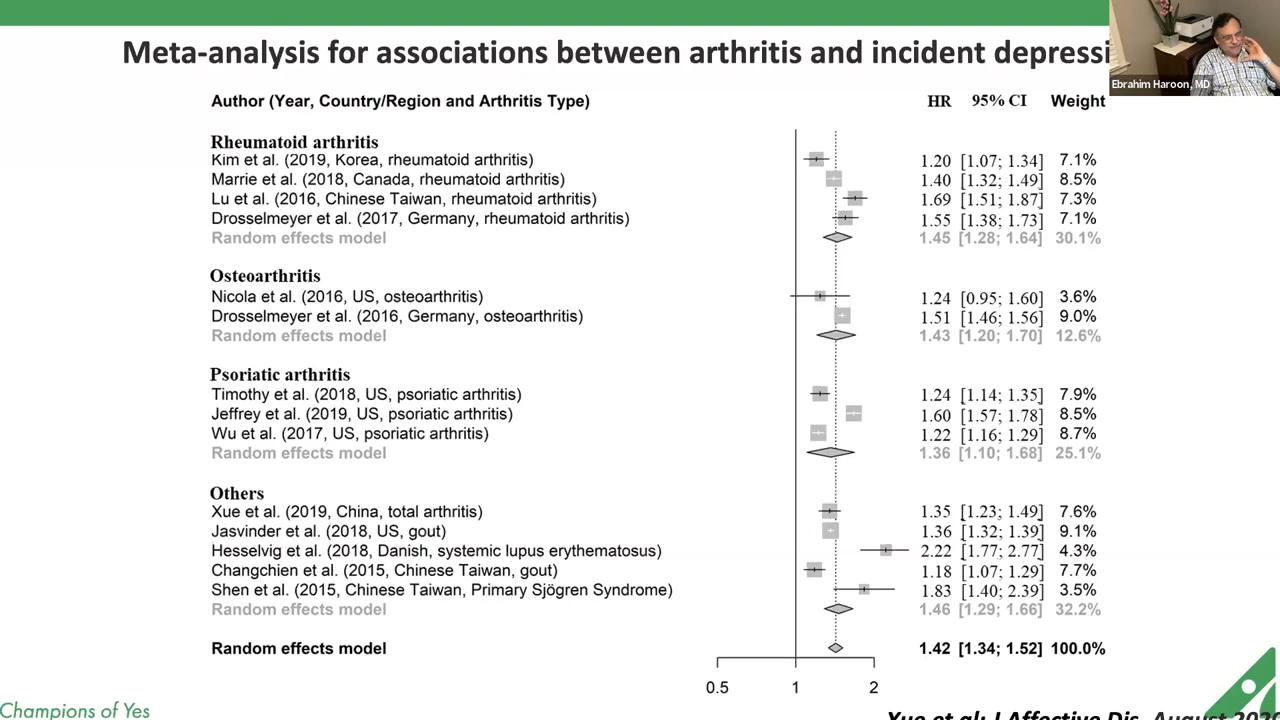 Meta-analysis for associations between arthritis and incident depressi
Ebrahim Haroon, MD
Author (Year, Country/Region and Arthritis Type) HR 95% CI Weight
Rheumatoid arthritis
Kim et al. (2019, Korea, rheumatoid arthritis) 1.20 [1.07; 1.34] 7.1%
Marrie et al. (2018, Canada, rheumatoid arthritis) 1.40 [1.32; 1.49] 8.5%
Lu et al. (2016, Chinese Taiwan, rheumatoid arthritis) 1.69 [1.51; 1.87] 7.3%
Drosselmeyer et al. (2017, Germany, rheumatoid arthritis) 1.55 [1.38; 1.73] 7.1%
Random effects model 1.45 [1.28; 1.64] 30.1%
Osteoarthritis
Nicola et al. (2016, US, osteoarthritis) 1.24 [0.95; 1.60] 3.6%
Drosselmeyer et al. (2016, Germany, osteoarthritis) 1.51 [1.46; 1.56] 9.0%
Random effects model 1.43 [1.20; 1.70] 12.6%
Psoriatic arthritis
Timothy et al. (2018, US, psoriatic arthritis) 1.24 [1.14; 1.35] 7.9%
Jeffrey et al. (2019, US, psoriatic arthritis) 1.60 [1.57; 1.78] 8.5%
Wu et al. (2017, US, psoriatic arthritis) 1.22 [1.16; 1.29] 8.7%
Random effects model 1.36 [1.10; 1.68] 25.1%
Others
Xue et al. (2019, China, total arthritis) 1.35 [1.23; 1.49] 7.6%
Jasvinder et al. (2018, US, gout) 1.36 [1.32; 1.39] 9.1%
Hesselvig et al. (2018, Danish, systemic lupus erythematosus) 2.22 [1.77; 2.77] 4.3%
Changchien et al. (2015, Chinese Taiwan, gout) 1.18 [1.07; 1.29] 7.7%
Shen et al. (2015, Chinese Taiwan, Primary Sjögren Syndrome) 1.83 [1.40; 2.39] 3.5%
Random effects model 1.46 [1.29; 1.66] 32.2%
Random effects model 1.42 [1.34; 1.52] 100.0%
0.5 1 2
Champions of Yes
Xue et al: J Affective Dis, August